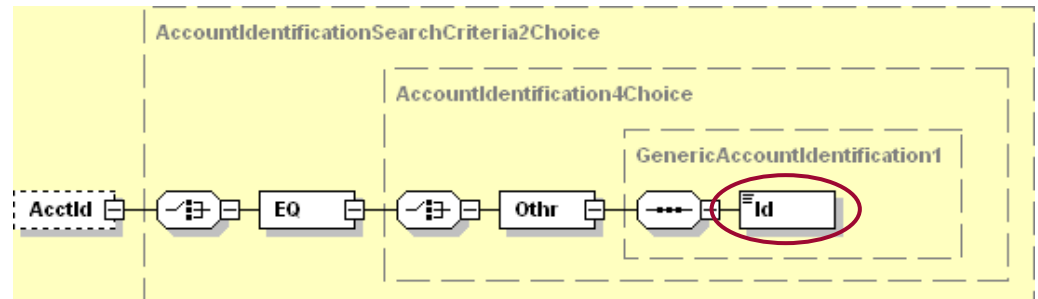 AccountIdentificationSearchCriteria2Choice
AccountIdentification4Choice
GenericAccountIdentification1
AcctId EQ Othr Id